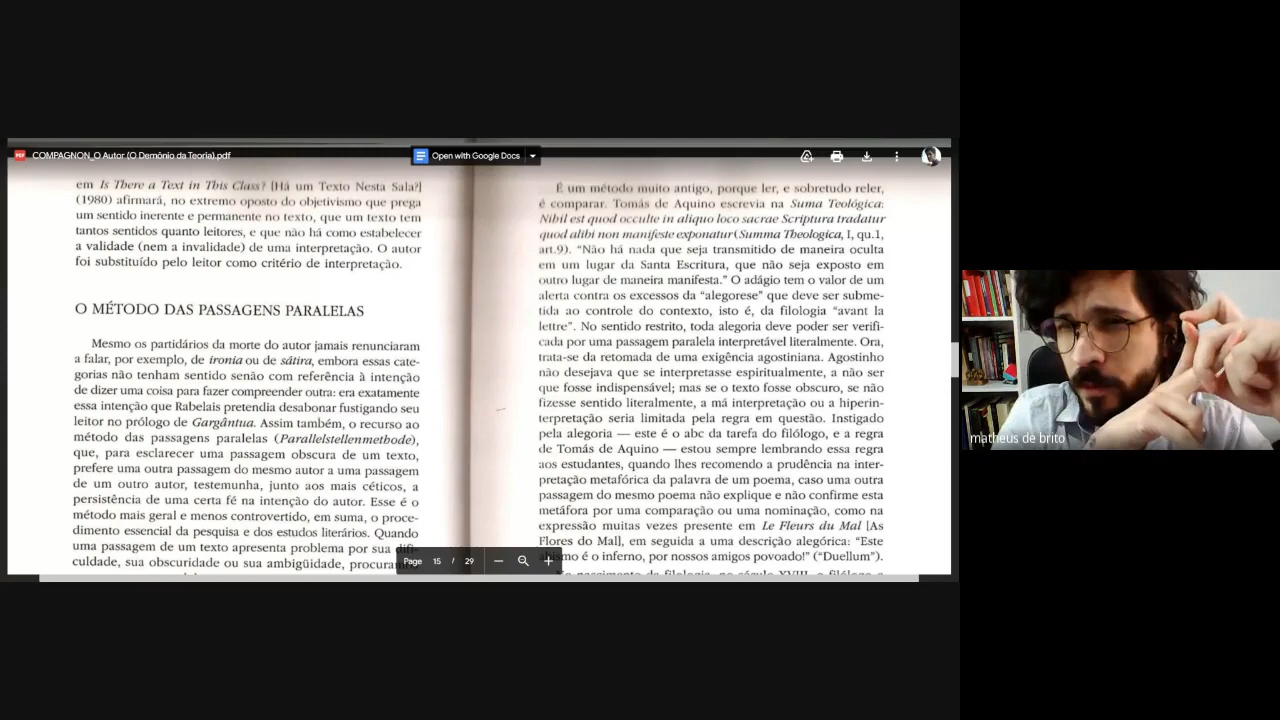 COMPAGNON_O Autor (O Demônio da Teoria).pdf
Open with Google Docs
em Is There a Text in This Class? [Há um Texto Nesta Sala?]
(1980) afirmará, no extremo oposto do objetivismo que prega
um sentido inerente e permanente no texto, que um texto tem
tantos sentidos quanto leitores, e que não há como estabelecer
a validade (nem a invalidade) de uma interpretação. O autor
foi substituído pelo leitor como critério de interpretação.
O MÉTODO DAS PASSAGENS PARALELAS
Mesmo os partidários da morte do autor jamais renunciaram
a falar, por exemplo, de ironia ou de sátira, embora essas cate-
gorias não tenham sentido senão com referência à intenção
de dizer uma coisa para fazer compreender outra: era exatamente
essa intenção que Rabelais pretendia desabonar fustigando seu
leitor no prólogo de Gargântua. Assim também, o recurso ao
método das passagens paralelas (Parallelstellenmethode),
que, para esclarecer uma passagem obscura de um texto,
prefere uma outra passagem do mesmo autor a uma passagem
de um outro autor, testemunha, junto aos mais céticos, a
persistência de uma certa fé na intenção do autor. Esse é o
método mais geral e menos controvertido, em suma, o proce-
dimento essencial da pesquisa e dos estudos literários. Quando
uma passagem de um texto apresenta problema por sua difi-
culdade, sua obscuridade ou sua ambigüidade, procuramos
É um método muito antigo, porque ler, e sobretudo reler,
é comparar. Tomás de Aquino escrevia na Suma Teológica:
Nihil est quod occulte in aliquo loco sacrae Scriptura tradatur
quod alibi non manifeste exponatur (Summa Theologica, I, qu.1,
art.9). “Não há nada que seja transmitido de maneira oculta
em um lugar da Santa Escritura, que não seja exposto em
outro lugar de maneira manifesta.” O adágio tem o valor de um
alerta contra os excessos da “alegorese” que deve ser subme-
tida ao controle do contexto, isto é, da filologia “avant la
lettre”. No sentido restrito, toda alegoria deve poder ser verifi-
cada por uma passagem paralela interpretável literalmente. Ora,
trata-se da retomada de uma exigência agostiniana. Agostinho
não desejava que se interpretasse espiritualmente, a não ser
que fosse indispensável; mas se o texto fosse obscuro, se não
fizesse sentido literalmente, a má interpretação ou a hiperin-
terpretação seria limitada pela regra em questão. Instigado
pela alegoria — este é o abc da tarefa do filólogo, e a regra
de Tomás de Aquino — estou sempre lembrando essa regra
aos estudantes, quando lhes recomendo a prudência na inter-
pretação metafórica da palavra de um poema, caso uma outra
passagem do mesmo poema não explique e não confirme esta
metáfora por uma comparação ou uma nominação, como na
expressão muitas vezes presente em Le Fleurs du Mal [As
Flores do Mal], em seguida a uma descrição alegórica: “Este
abismo é o inferno, por nossos amigos povoado!” (“Duellum”).
No nascimento da filologia, no século XVIII, o filólogo e
Page 15 / 29
matheus de brito